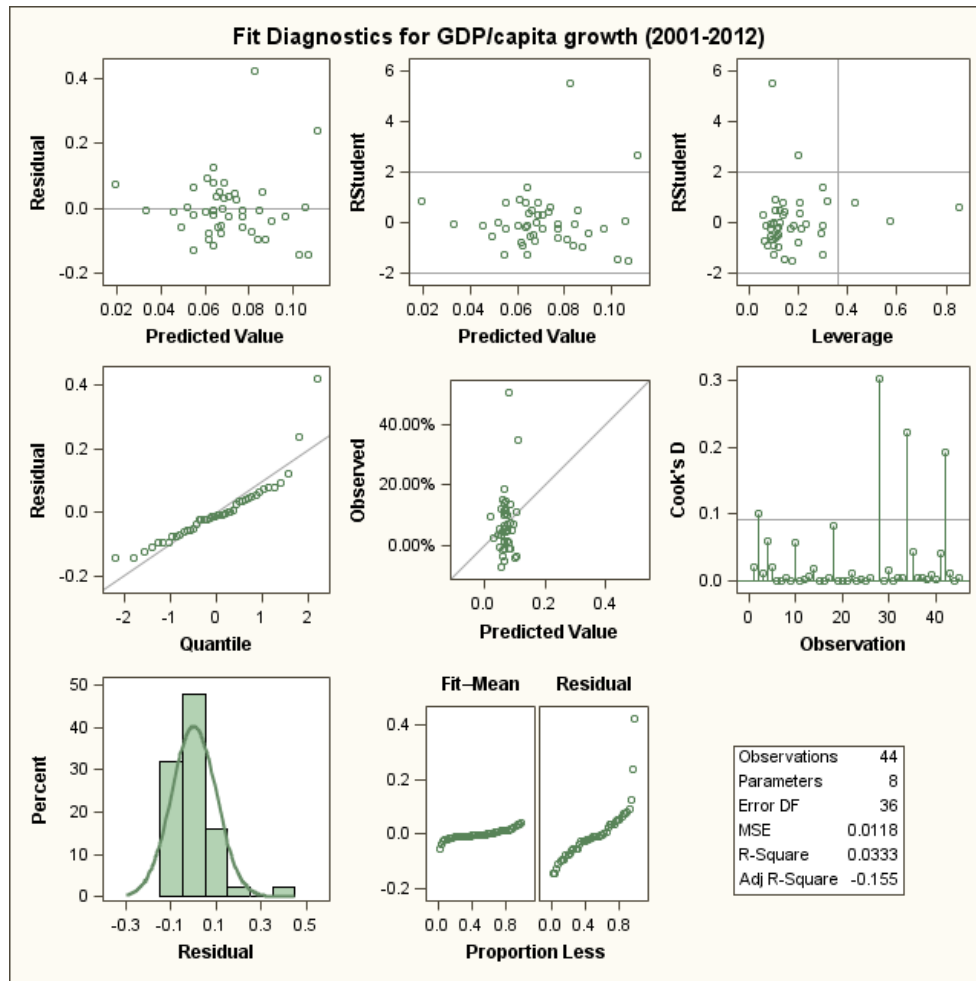 Fit Diagnostics for GDP/capita growth (2001-2012)
Residual
0.4
0.2
0.0
-0.2
0.02 0.04 0.06 0.08 0.10
Predicted Value
RStudent
6
4
2
0
-2
0.02 0.04 0.06 0.08 0.10
Predicted Value
RStudent
6
4
2
0
-2
0.0 0.2 0.4 0.6 0.8
Leverage
Residual
0.4
0.2
0.0
-0.2
-2 -1 0 1 2
Quantile
Observed
40.00%
20.00%
0.00%
0.0 0.2 0.4
Predicted Value
Cook's D
0.3
0.2
0.1
0.0
0 10 20 30 40
Observation
Percent
50
40
30
20
10
0
-0.3 -0.1 0.1 0.3 0.5
Residual
Fit–Mean Residual
0.4
0.2
0.0
-0.2
0.0 0.4 0.8 0.0 0.4 0.8
Proportion Less
Observations 44
Parameters 8
Error DF 36
MSE 0.0118
R-Square 0.0333
Adj R-Square -0.155